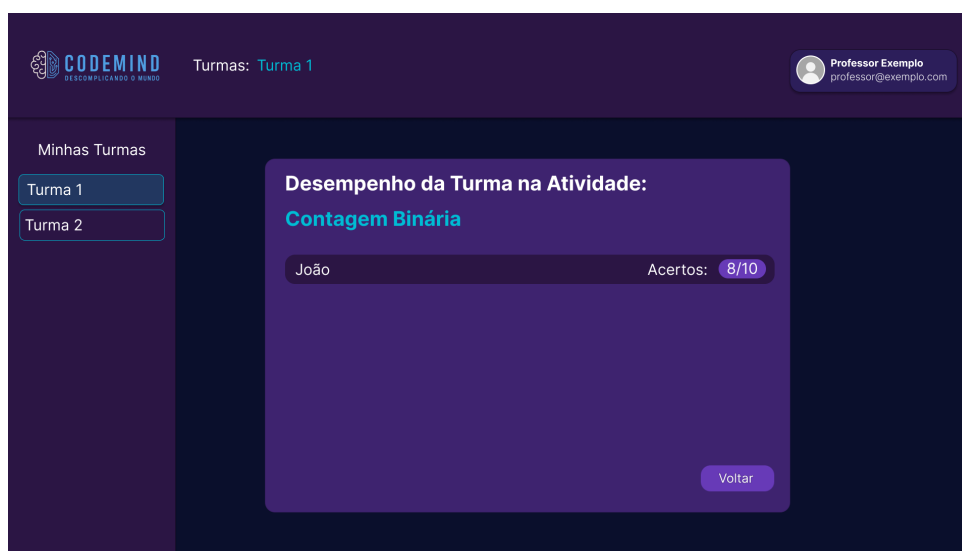 CODEMIND
DESCOMPLICANDO O MUNDO
Turmas: Turma 1
Professor Exemplo
professor@exemplo.com
Minhas Turmas
Turma 1
Turma 2
Desempenho da Turma na Atividade:
Contagem Binária
João Acertos: 8/10
Voltar